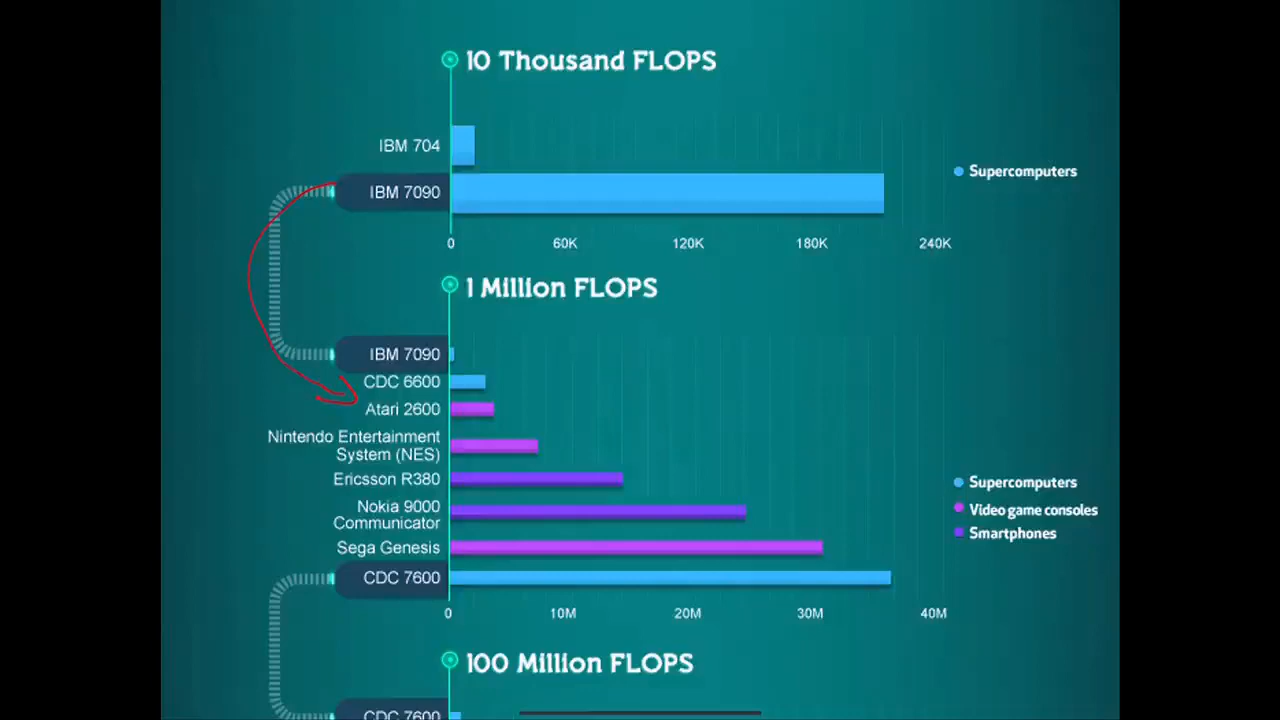 10 Thousand FLOPS
IBM 704
IBM 7090
Supercomputers
0 60K 120K 180K 240K
1 Million FLOPS
IBM 7090
CDC 6600
Atari 2600
Nintendo Entertainment
System (NES)
Ericsson R380
Nokia 9000
Communicator
Sega Genesis
CDC 7600
Supercomputers
Video game consoles
Smartphones
0 10M 20M 30M 40M
100 Million FLOPS
CDC 7600